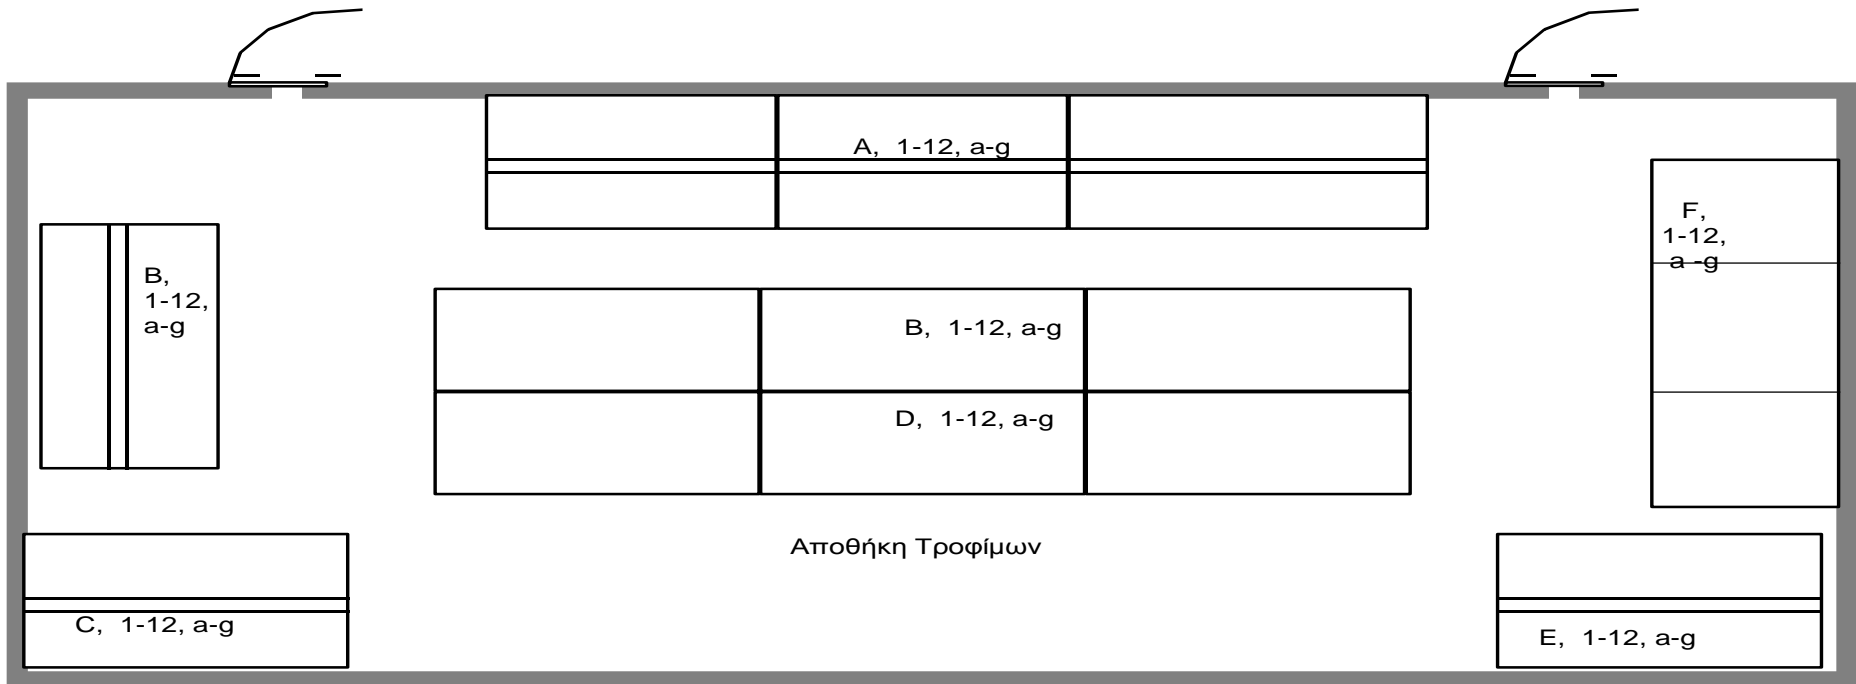 A, 1-12, a-g
B,
1-12,
a-g
F,
1-12,
a -g
B, 1-12, a-g
D, 1-12, a-g
Αποθήκη Τροφίμων
C, 1-12, a-g
E, 1-12, a-g